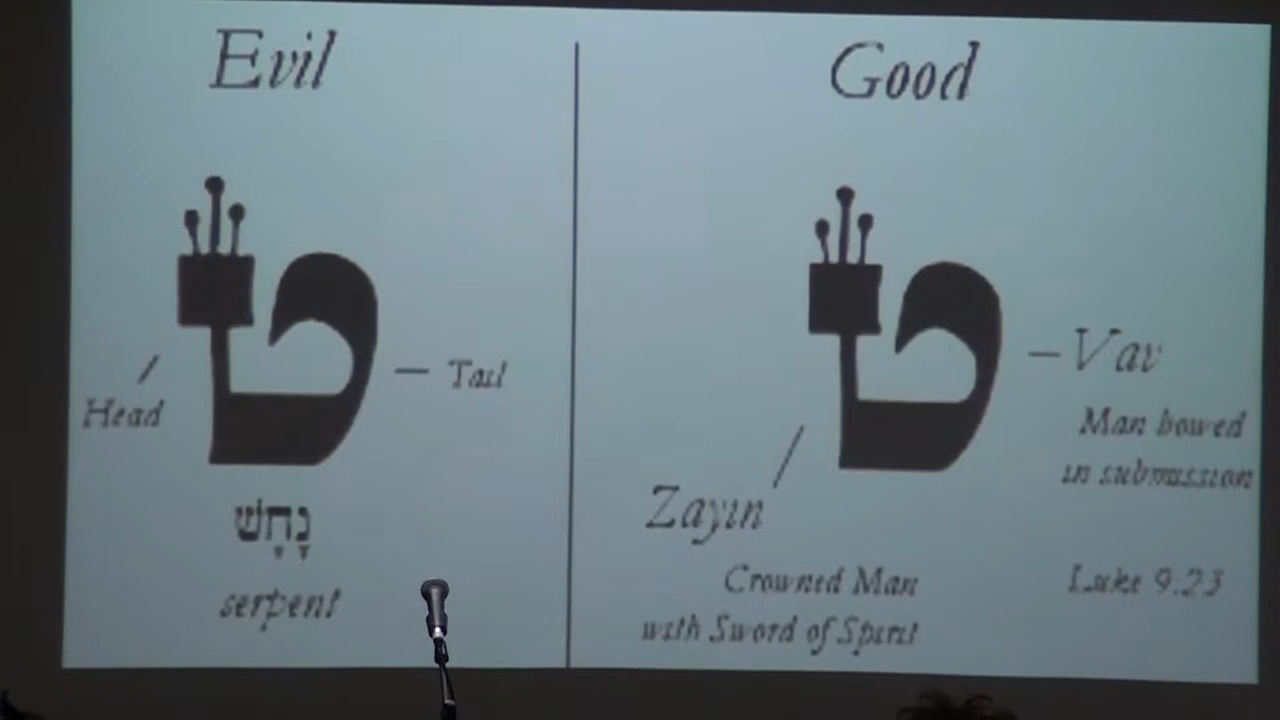 Evil
ט
Head
Tail
נָחָשׁ
serpent
Good
ט
Vav
Man bowed
in submission
Zayin
Crowned Man
with Sword of Spirit
Luke 9:23